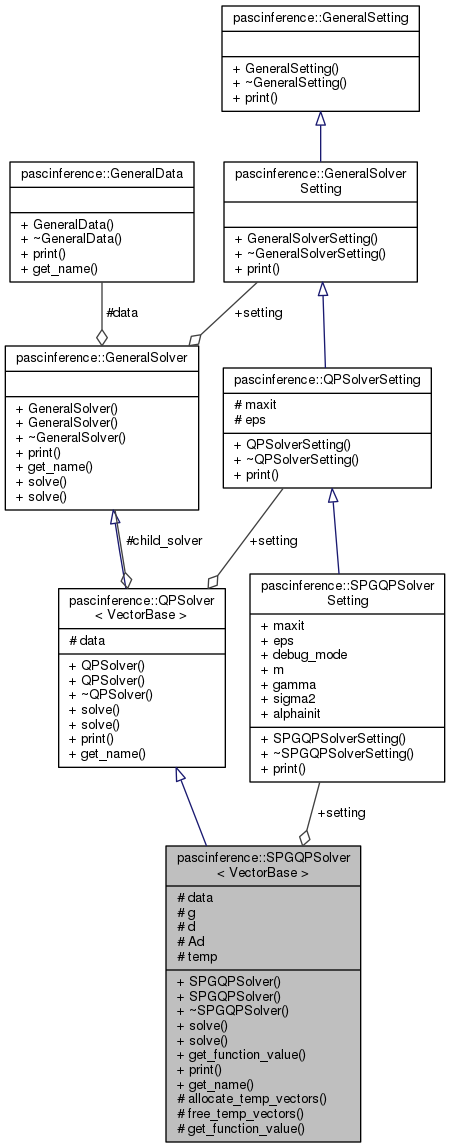 pascinference::GeneralSetting
+ GeneralSetting()
+ ~GeneralSetting()
+ print()
pascinference::GeneralData
+ GeneralData()
+ ~GeneralData()
+ print()
+ get_name()
pascinference::GeneralSolver
Setting
+ GeneralSolverSetting()
+ ~GeneralSolverSetting()
+ print()
#data
+setting
pascinference::GeneralSolver
+ GeneralSolver()
+ GeneralSolver()
+ ~GeneralSolver()
+ print()
+ get_name()
+ solve()
+ solve()
pascinference::QPSolverSetting
# maxit
# eps
+ QPSolverSetting()
+ ~QPSolverSetting()
+ print()
#child_solver
+setting
pascinference::QPSolver
< VectorBase >
# data
+ QPSolver()
+ QPSolver()
+ ~QPSolver()
+ solve()
+ solve()
+ print()
+ get_name()
pascinference::SPGQPSolver
Setting
+ maxit
+ eps
+ debug_mode
+ m
+ gamma
+ sigma2
+ alphainit
+ SPGQPSolverSetting()
+ ~SPGQPSolverSetting()
+ print()
+setting
pascinference::SPGQPSolver
< VectorBase >
# data
# g
# d
# Ad
# temp
+ SPGQPSolver()
+ SPGQPSolver()
+ ~SPGQPSolver()
+ solve()
+ solve()
+ get_function_value()
+ print()
+ get_name()
# allocate_temp_vectors()
# free_temp_vectors()
# get_function_value()